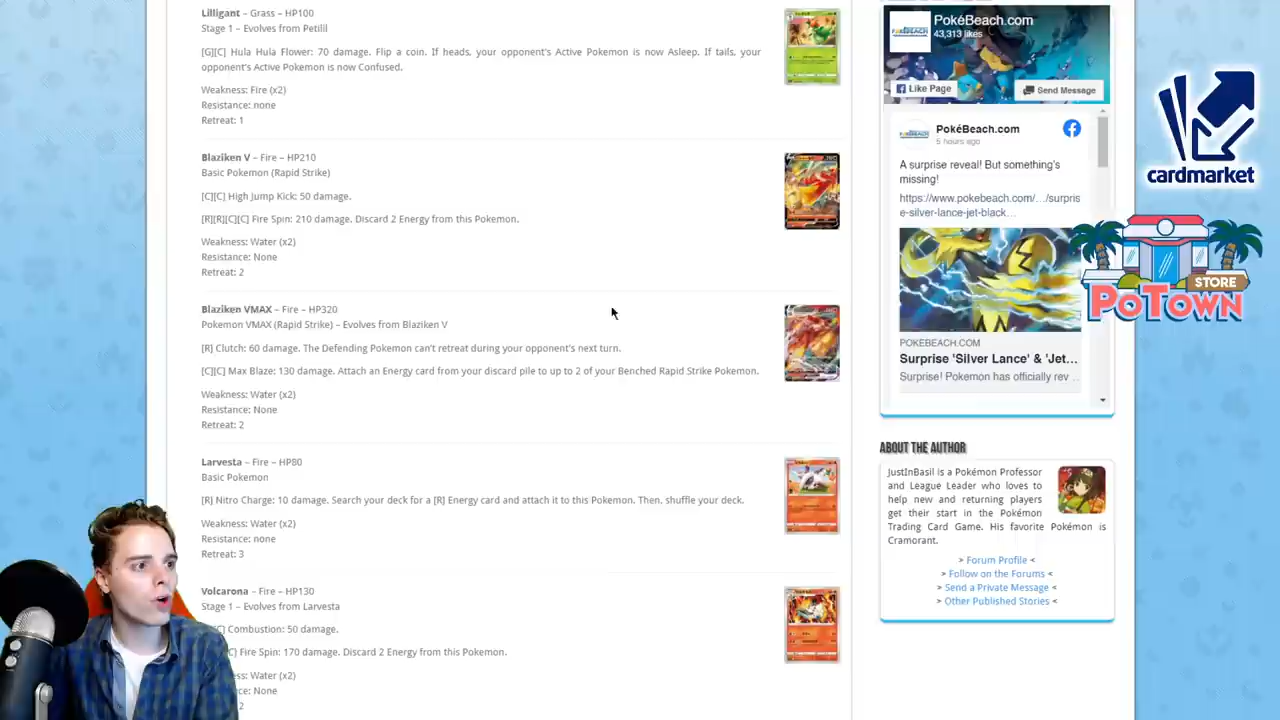 Lilligant – Grass – HP100
Stage 1 – Evolves from Petilil
[C] Hula Hula Flower: 70 damage. Flip a coin. If heads, your opponent's Active Pokemon is now Asleep. If tails, your
opponent's Active Pokemon is now Confused.
Weakness: Fire (x2)
Resistance: none
Retreat: 1
Blaziken V – Fire – HP210
Basic Pokemon (Rapid Strike)
[C][C] High Jump Kick: 50 damage.
[R][R][C][C] Fire Spin: 210 damage. Discard 2 Energy from this Pokemon.
Weakness: Water (x2)
Resistance: None
Retreat: 2
Blaziken VMAX – Fire – HP320
Pokemon VMAX (Rapid Strike) – Evolves from Blaziken V
[R] Clutch: 60 damage. The Defending Pokemon can't retreat during your opponent's next turn.
[C][C] Max Blaze: 130 damage. Attach an Energy card from your discard pile to up to 2 of your Benched Rapid Strike Pokemon.
Weakness: Water (x2)
Resistance: None
Retreat: 2
Larvesta – Fire – HP80
Basic Pokemon
[R] Nitro Charge: 10 damage. Search your deck for a [R] Energy card and attach it to this Pokemon. Then, shuffle your deck.
Weakness: Water (x2)
Resistance: none
Retreat: 3
Volcarona – Fire – HP130
Stage 1 – Evolves from Larvesta
[C] Combustion: 50 damage.
] Fire Spin: 170 damage. Discard 2 Energy from this Pokemon.
ss: Water (x2)
ce: None
2
PokéBeach.com
43,313 likes
Like Page
Send Message
PokéBeach.com
5 hours ago
A surprise reveal! But something's
missing!
https://www.pokebeach.com/.../surpris
e-silver-lance-jet-black...
POKEBEACH.COM
Surprise 'Silver Lance' & 'Jet...
Surprise! Pokemon has officially rev ...
ABOUT THE AUTHOR
JustInBasil is a Pokémon Professor
and League Leader who loves to
help new and returning players
get their start in the Pokémon
Trading Card Game. His favorite Pokémon is
Cramorant.
> Forum Profile <
> Follow on the Forums <
> Send a Private Message <
> Other Published Stories <
cardmarket
STORE
POTOWN